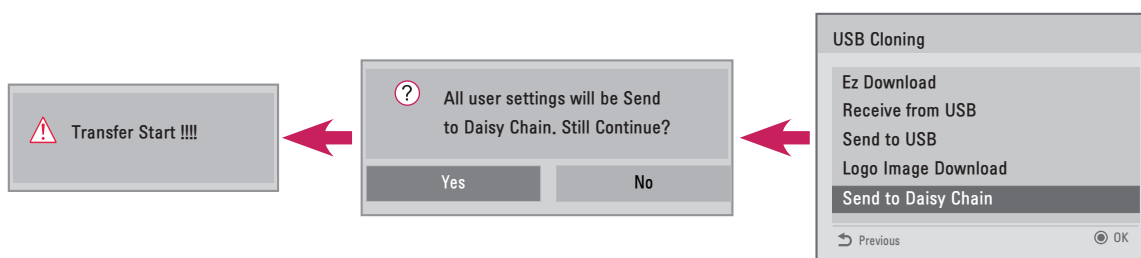 USB Cloning
Ez Download
Receive from USB
Send to USB
Logo Image Download
Send to Daisy Chain
Previous
OK
? All user settings will be Send
to Daisy Chain. Still Continue?
Yes
No
! Transfer Start !!!!